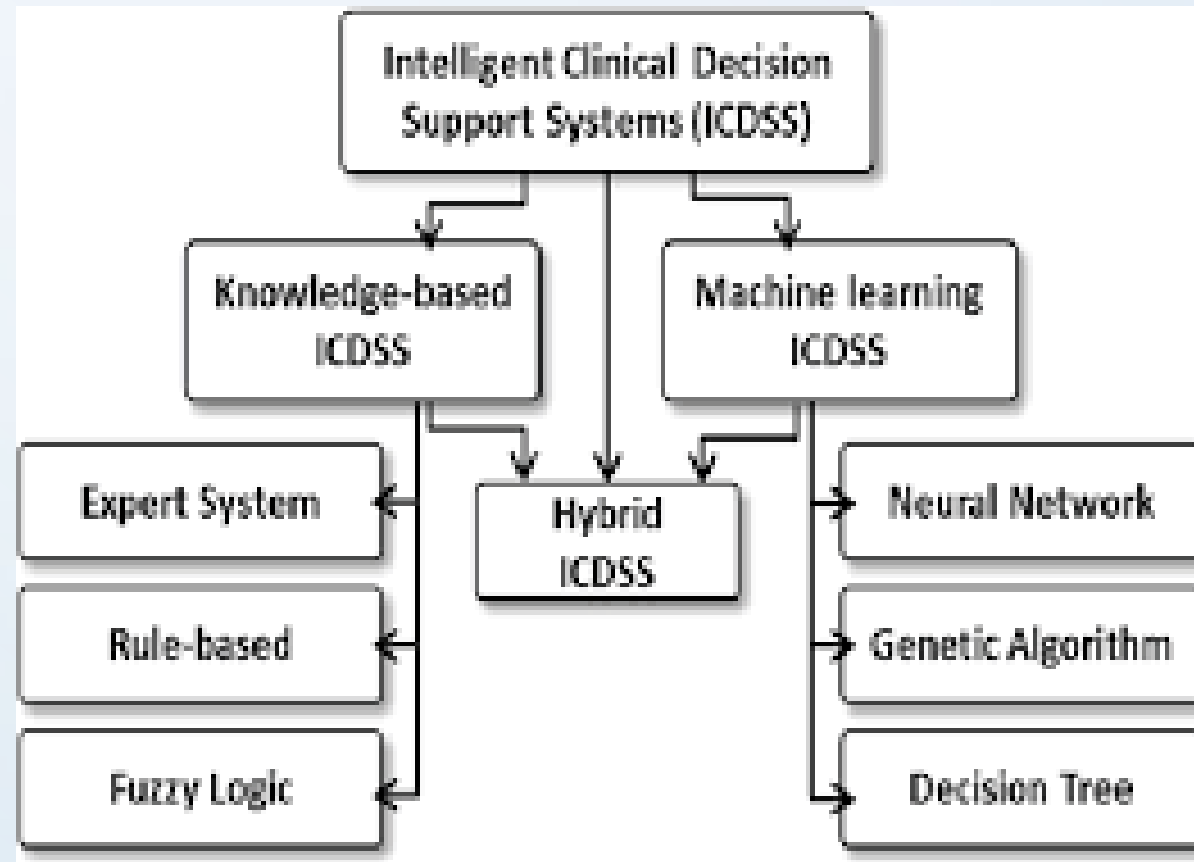 Intelligent Clinical Decision
Support Systems (ICDSS)
Knowledge-based
ICDSS
Machine learning
ICDSS
Expert System
Hybrid
ICDSS
Neural Network
Rule-based
Genetic Algorithm
Fuzzy Logic
Decision Tree